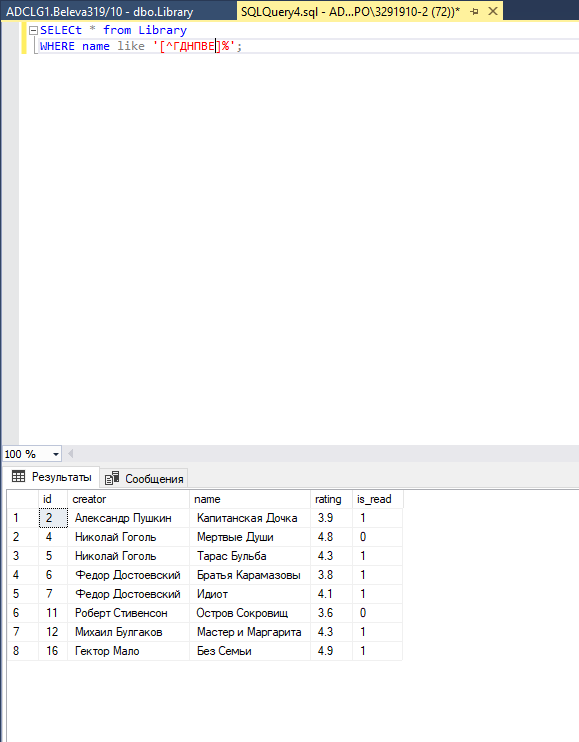 ADCLG1.Beleva319/10 - dbo.Library SQLQuery4.sql - AD...PO\3291910-2 (72))*
SELECt * from Library
WHERE name like '[^ГДНПВЕ]%';
100 %
Результаты Сообщения
id creator name rating is_read
1 2 Александр Пушкин Капитанская Дочка 3.9 1
2 4 Николай Гоголь Мертвые Души 4.8 0
3 5 Николай Гоголь Тарас Бульба 4.3 1
4 6 Федор Достоевский Братья Карамазовы 3.8 1
5 7 Федор Достоевский Идиот 4.1 1
6 11 Роберт Стивенсон Остров Сокровищ 3.6 0
7 12 Михаил Булгаков Мастер и Маргарита 4.3 1
8 16 Гектор Мало Без Семьи 4.9 1